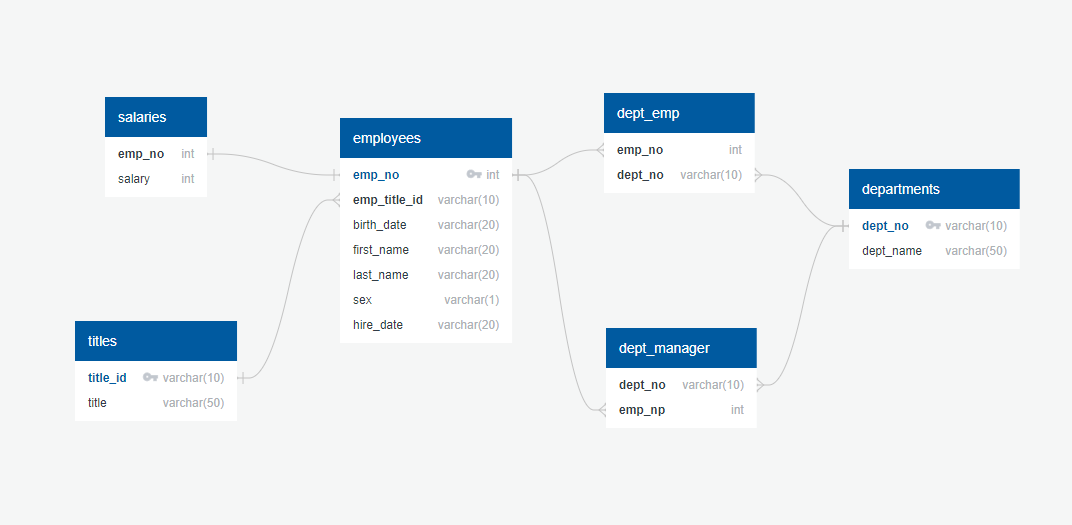 salaries
emp_no int
salary int
employees
emp_no int
emp_title_id varchar(10)
birth_date varchar(20)
first_name varchar(20)
last_name varchar(20)
sex varchar(1)
hire_date varchar(20)
dept_emp
emp_no int
dept_no varchar(10)
departments
dept_no varchar(10)
dept_name varchar(50)
titles
title_id varchar(10)
title varchar(50)
dept_manager
dept_no varchar(10)
emp_np int